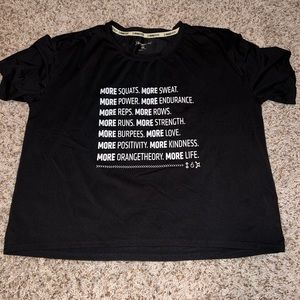 MORE SQUATS. MORE SWEAT.
MORE POWER. MORE ENDURANCE.
MORE REPS. MORE ROWS.
MORE RUNS. MORE STRENGTH.
MORE BURPEES. MORE LOVE.
MORE POSITIVITY. MORE KINDNESS.
MORE ORANGETHEORY. MORE LIFE.